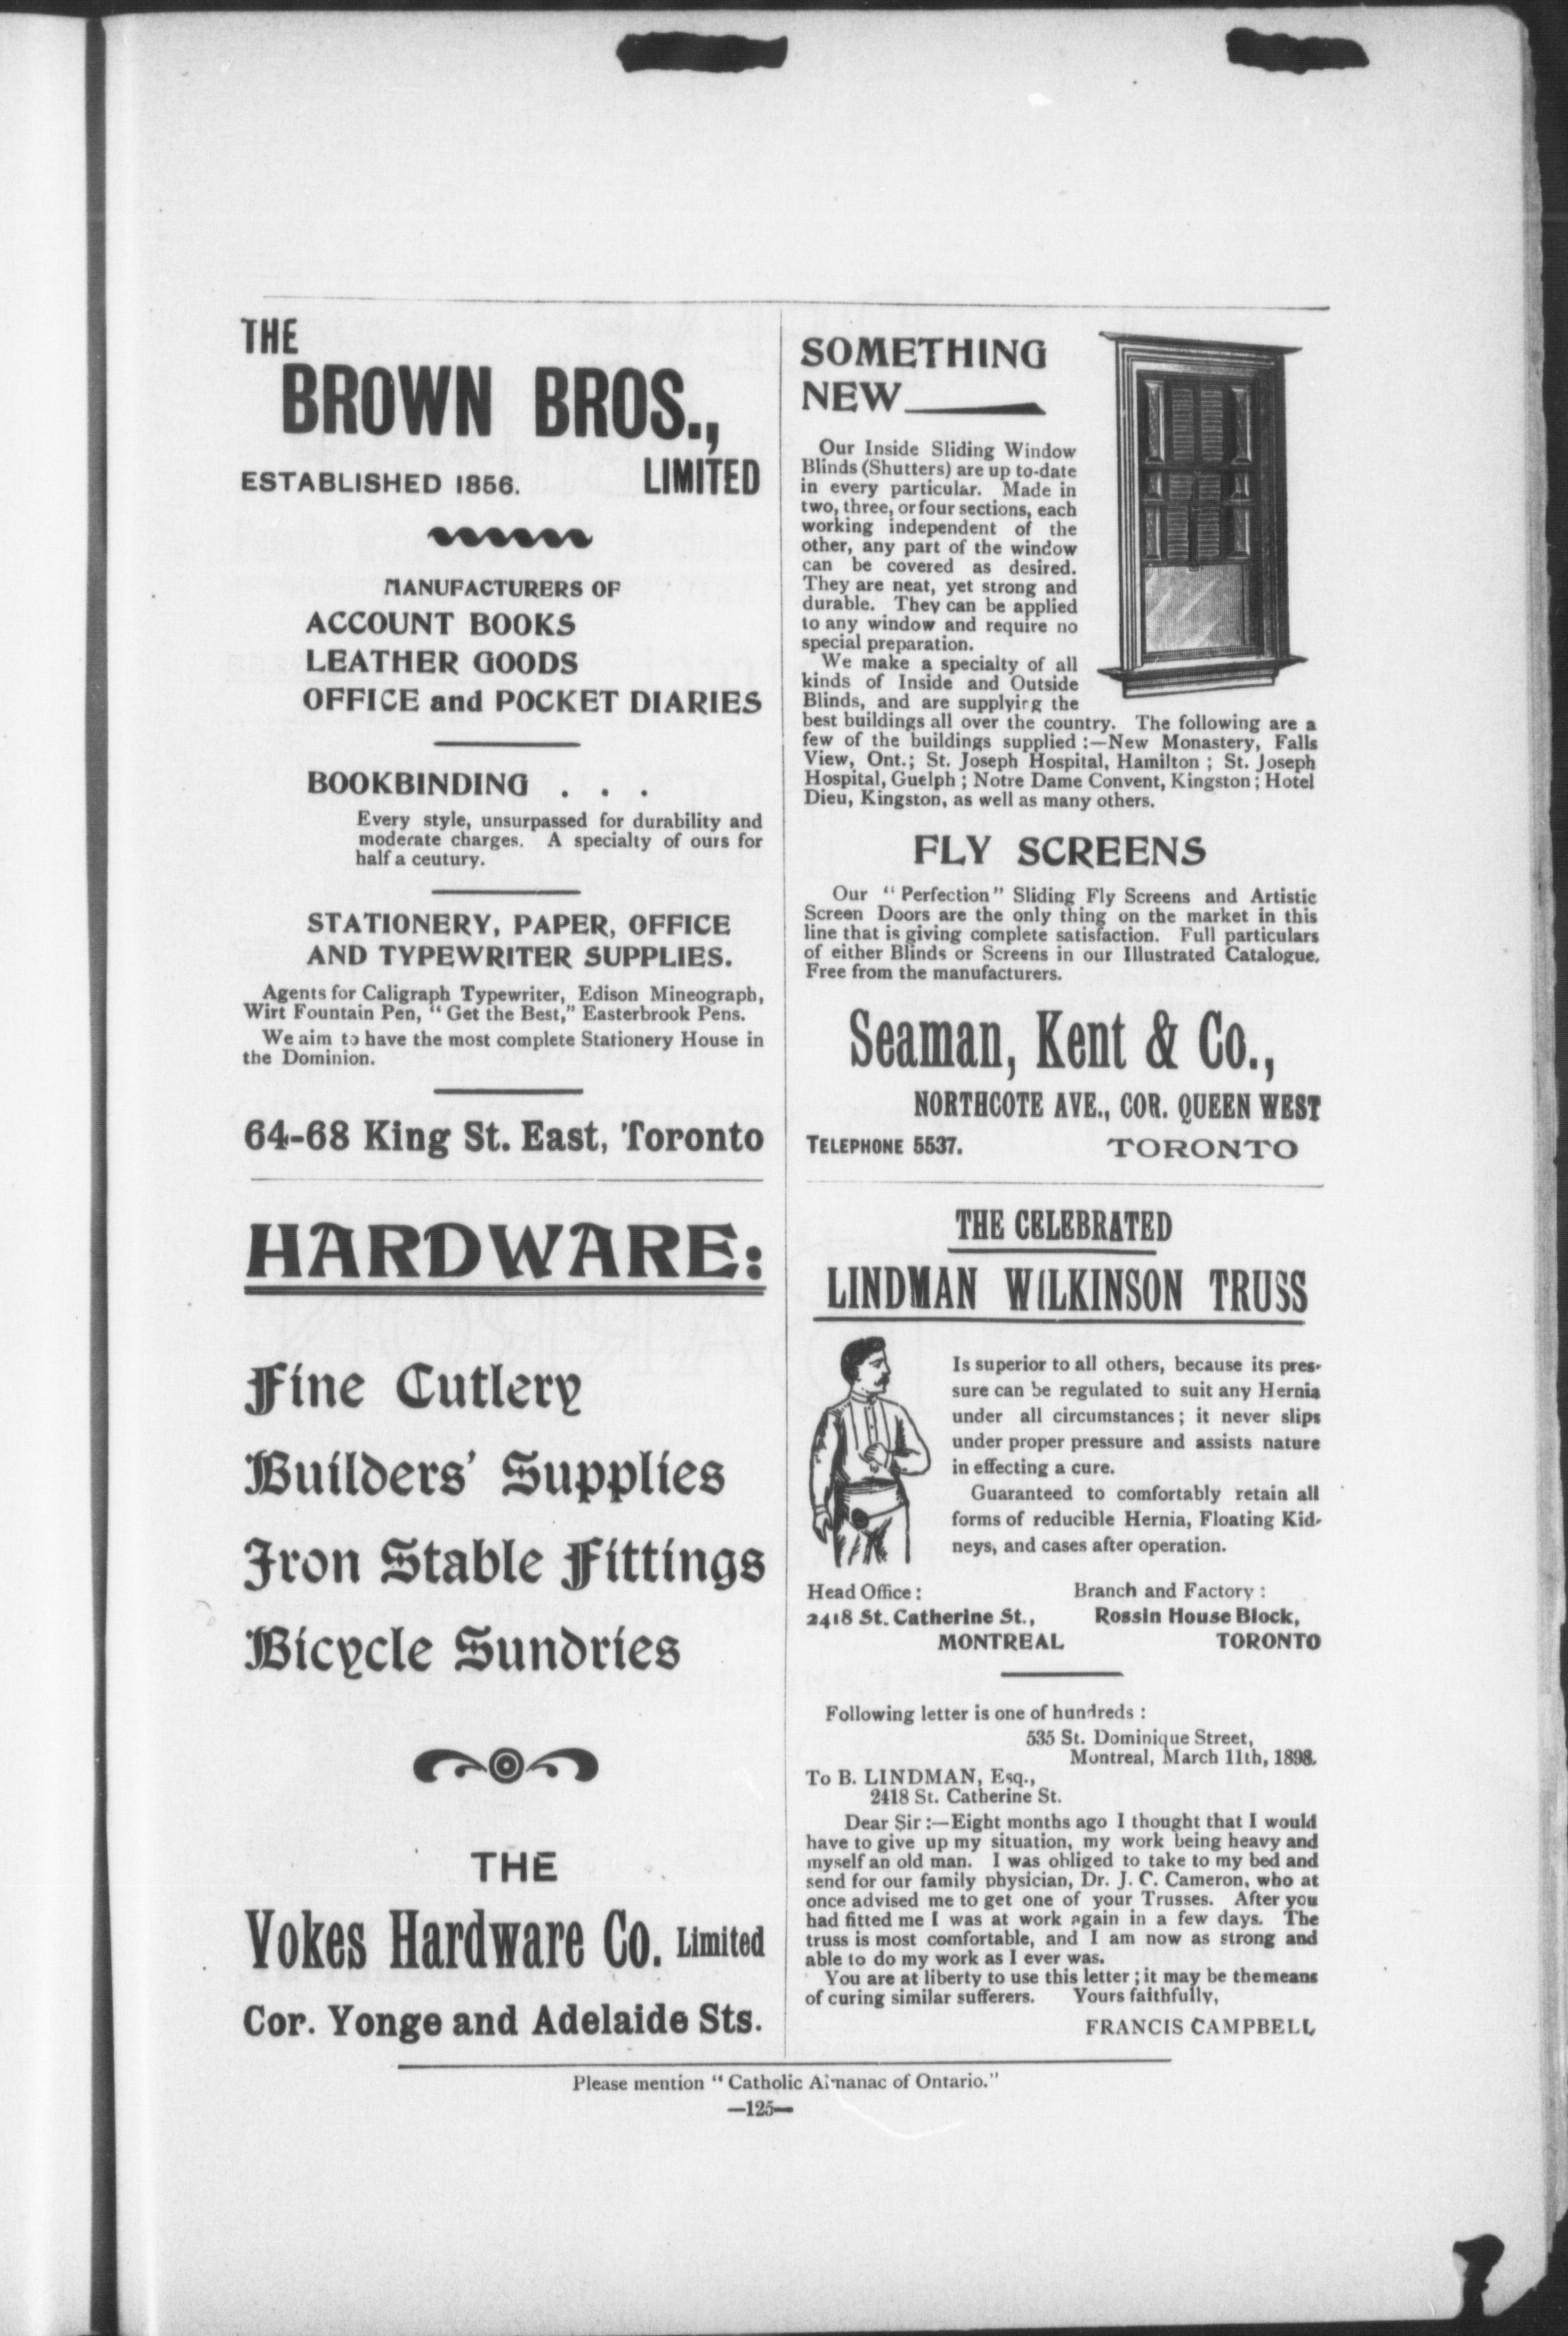 THE
BROWN BROS.,
ESTABLISHED 1856. LIMITED
MANUFACTURERS OF
ACCOUNT BOOKS
LEATHER GOODS
OFFICE and POCKET DIARIES
BOOKBINDING . . .
Every style, unsurpassed for durability and
moderate charges. A specialty of ours for
half a ceutury.
STATIONERY, PAPER, OFFICE
AND TYPEWRITER SUPPLIES.
Agents for Caligraph Typewriter, Edison Mineograph,
Wirt Fountain Pen, "Get the Best," Easterbrook Pens.
We aim to have the most complete Stationery House in
the Dominion.
64-68 King St. East, Toronto
HARDWARE:
Fine Cutlery
Builders' Supplies
Iron Stable Fittings
Bicycle Sundries
THE
Vokes Hardware Co. Limited
Cor. Yonge and Adelaide Sts.
SOMETHING
NEW
Our Inside Sliding Window
Blinds (Shutters) are up to-date
in every particular. Made in
two, three, or four sections, each
working independent of the
other, any part of the window
can be covered as desired.
They are neat, yet strong and
durable. They can be applied
to any window and require no
special preparation.
We make a specialty of all
kinds of Inside and Outside
Blinds, and are supplying the
best buildings all over the country. The following are a
few of the buildings supplied :—New Monastery, Falls
View, Ont.; St. Joseph Hospital, Hamilton ; St. Joseph
Hospital, Guelph ; Notre Dame Convent, Kingston ; Hotel
Dieu, Kingston, as well as many others.
FLY SCREENS
Our "Perfection" Sliding Fly Screens and Artistic
Screen Doors are the only thing on the market in this
line that is giving complete satisfaction. Full particulars
of either Blinds or Screens in our Illustrated Catalogue.
Free from the manufacturers.
Seaman, Kent & Co.,
NORTHCOTE AVE., COR. QUEEN WEST
TELEPHONE 5537. TORONTO
THE CELEBRATED
LINDMAN WILKINSON TRUSS
Is superior to all others, because its pres-
sure can be regulated to suit any Hernia
under all circumstances ; it never slips
under proper pressure and assists nature
in effecting a cure.
Guaranteed to comfortably retain all
forms of reducible Hernia, Floating Kid-
neys, and cases after operation.
Head Office : Branch and Factory :
2418 St. Catherine St., Rossin House Block,
MONTREAL TORONTO
Following letter is one of hundreds :
535 St. Dominique Street,
Montreal, March 11th, 1898.
To B. LINDMAN, Esq.,
2418 St. Catherine St.
Dear Sir :—Eight months ago I thought that I would
have to give up my situation, my work being heavy and
myself an old man. I was obliged to take to my bed and
send for our family physician, Dr. J. C. Cameron, who at
once advised me to get one of your Trusses. After you
had fitted me I was at work again in a few days. The
truss is most comfortable, and I am now as strong and
able to do my work as I ever was.
You are at liberty to use this letter ; it may be the means
of curing similar sufferers. Yours faithfully,
FRANCIS CAMPBELL
Please mention "Catholic Almanac of Ontario."
—125—